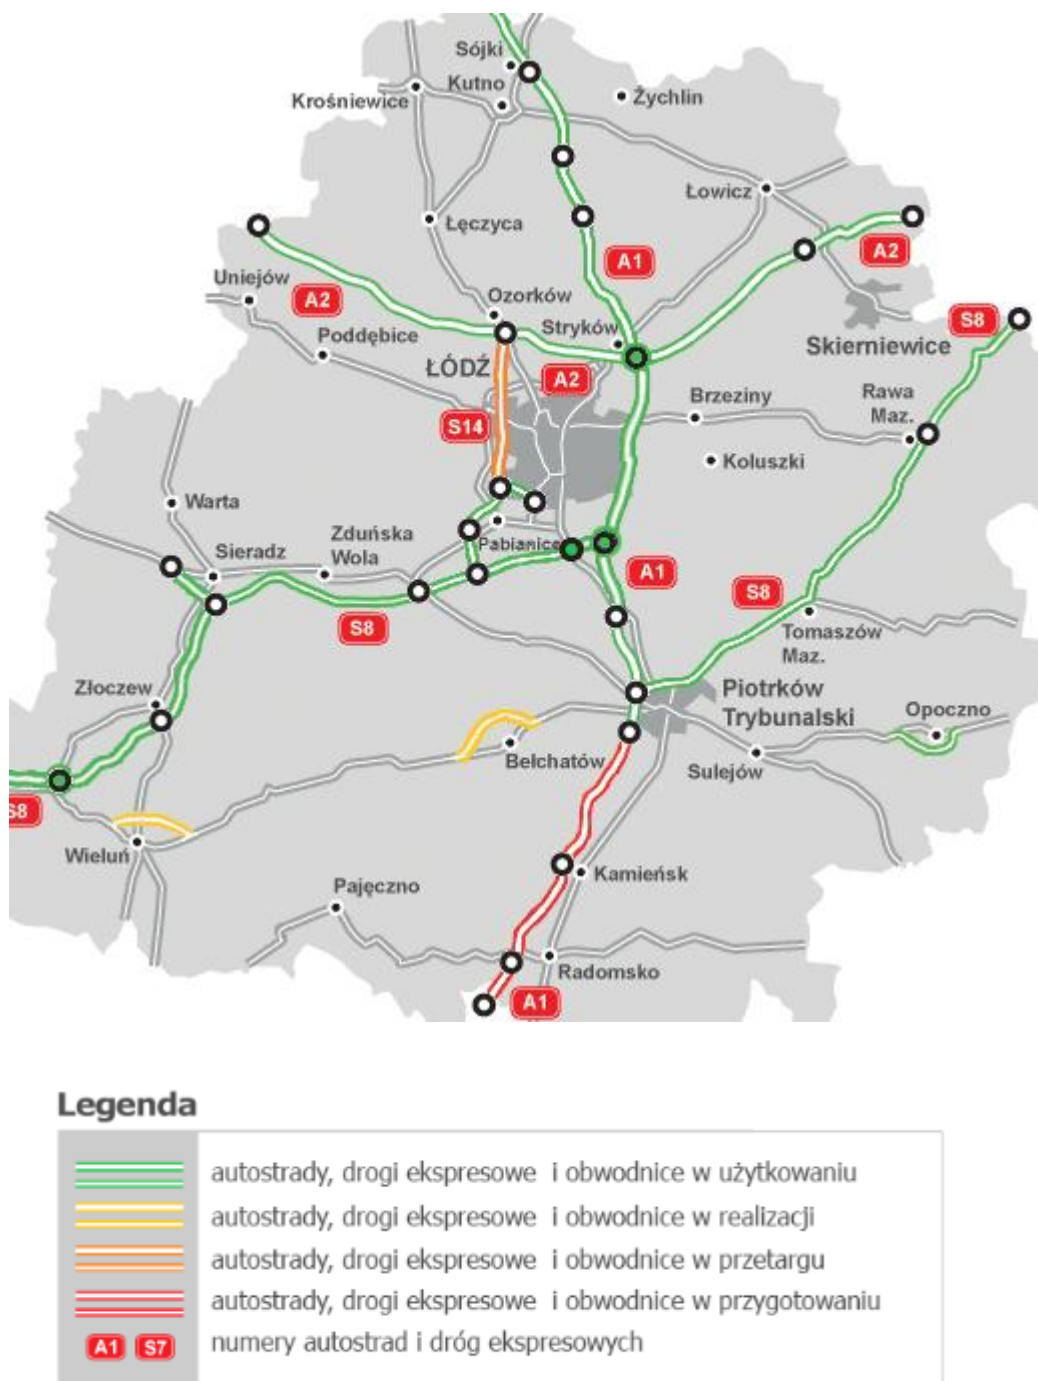 Sójki
Kutno
Żychlin
Krośniewice
Łowicz
Łęczyca
A1
A2
Uniejów
A2
Ozorków
S8
Stryków
Poddębice
Skierniewice
ŁÓDŹ
A2
Rawa
Maz.
Brzeziny
S14
Koluszki
Warta
Zduńska
Wola
Sieradz
Pabianice
A1
S8
S8
Tomaszów
Maz.
Złoczew
Piotrków
Trybunalski
Opoczno
Bełchatów
Sulejów
S8
Wieluń
Kamieńsk
Pajęczno
Radomsko
A1
Legenda
autostrady, drogi ekspresowe i obwodnice w użytkowaniu
autostrady, drogi ekspresowe i obwodnice w realizacji
autostrady, drogi ekspresowe i obwodnice w przetargu
autostrady, drogi ekspresowe i obwodnice w przygotowaniu
A1 S7 numery autostrad i dróg ekspresowych